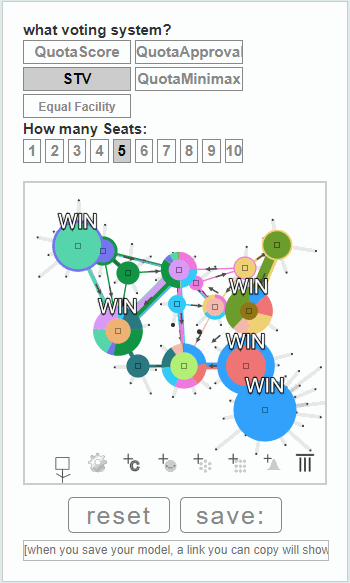 what voting system?
QuotaScore QuotaApproval
STV QuotaMinimax
Equal Facility
How many Seats:
1 2 3 4 5 6 7 8 9 10
WIN
WIN
WIN
WIN
WIN
+C + + + +
reset save:
[when you save your model, a link you can copy will show